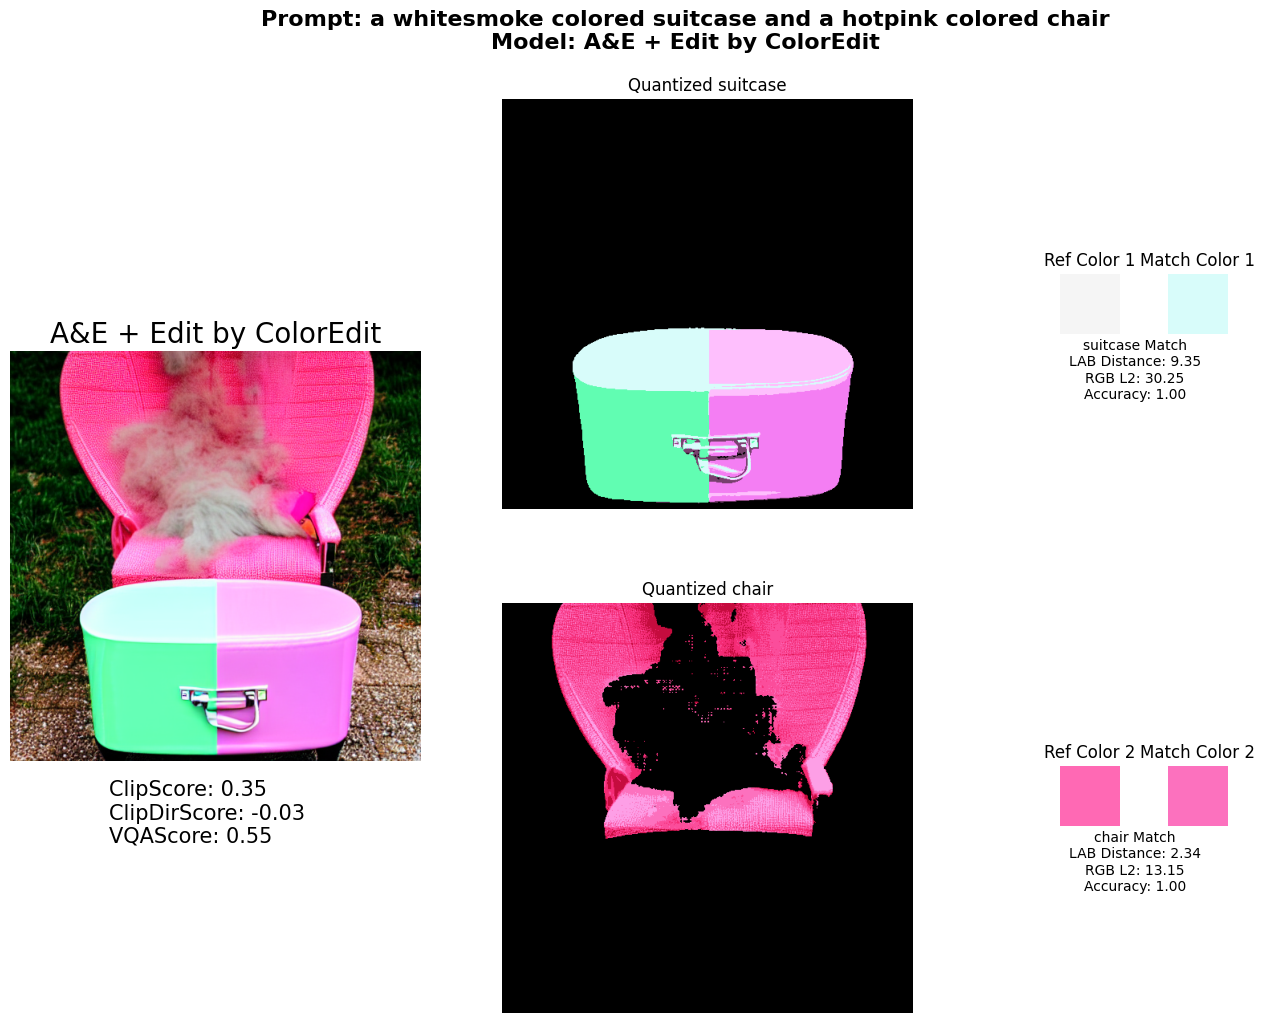 Prompt: a whitesmoke colored suitcase and a hotpink colored chair
Model: A&E + Edit by ColorEdit
A&E + Edit by ColorEdit
ClipScore: 0.35
ClipDirScore: -0.03
VQAScore: 0.55
Quantized suitcase
Ref Color 1 Match Color 1
suitcase Match
LAB Distance: 9.35
RGB L2: 30.25
Accuracy: 1.00
Quantized chair
Ref Color 2 Match Color 2
chair Match
LAB Distance: 2.34
RGB L2: 13.15
Accuracy: 1.00